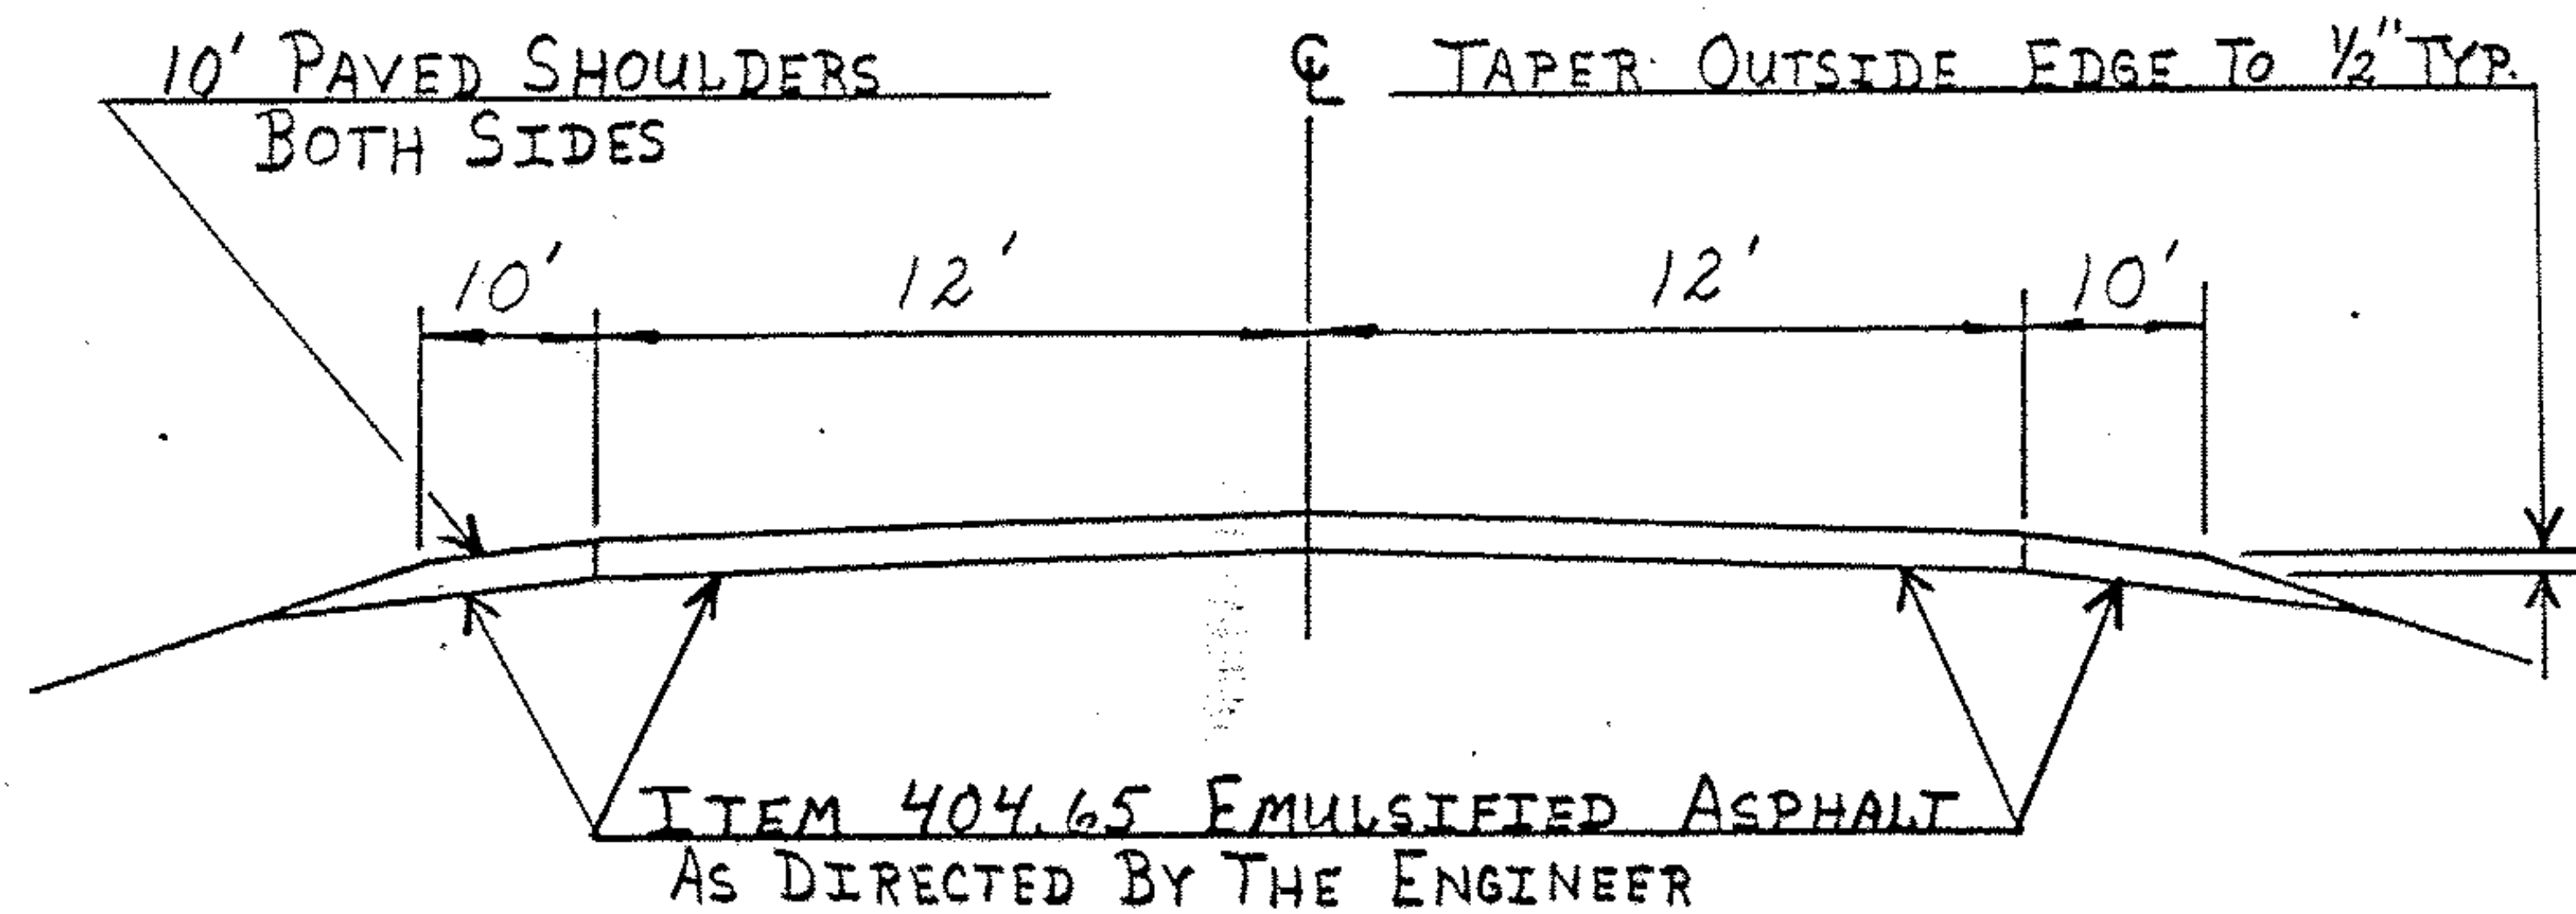 10' PAVED SHOULDERS
BOTH SIDES
℄
TAPER OUTSIDE EDGE TO 1/2" TYP.
10'
12'
12'
10'
ITEM 404.65 EMULSIFIED ASPHALT
AS DIRECTED BY THE ENGINEER